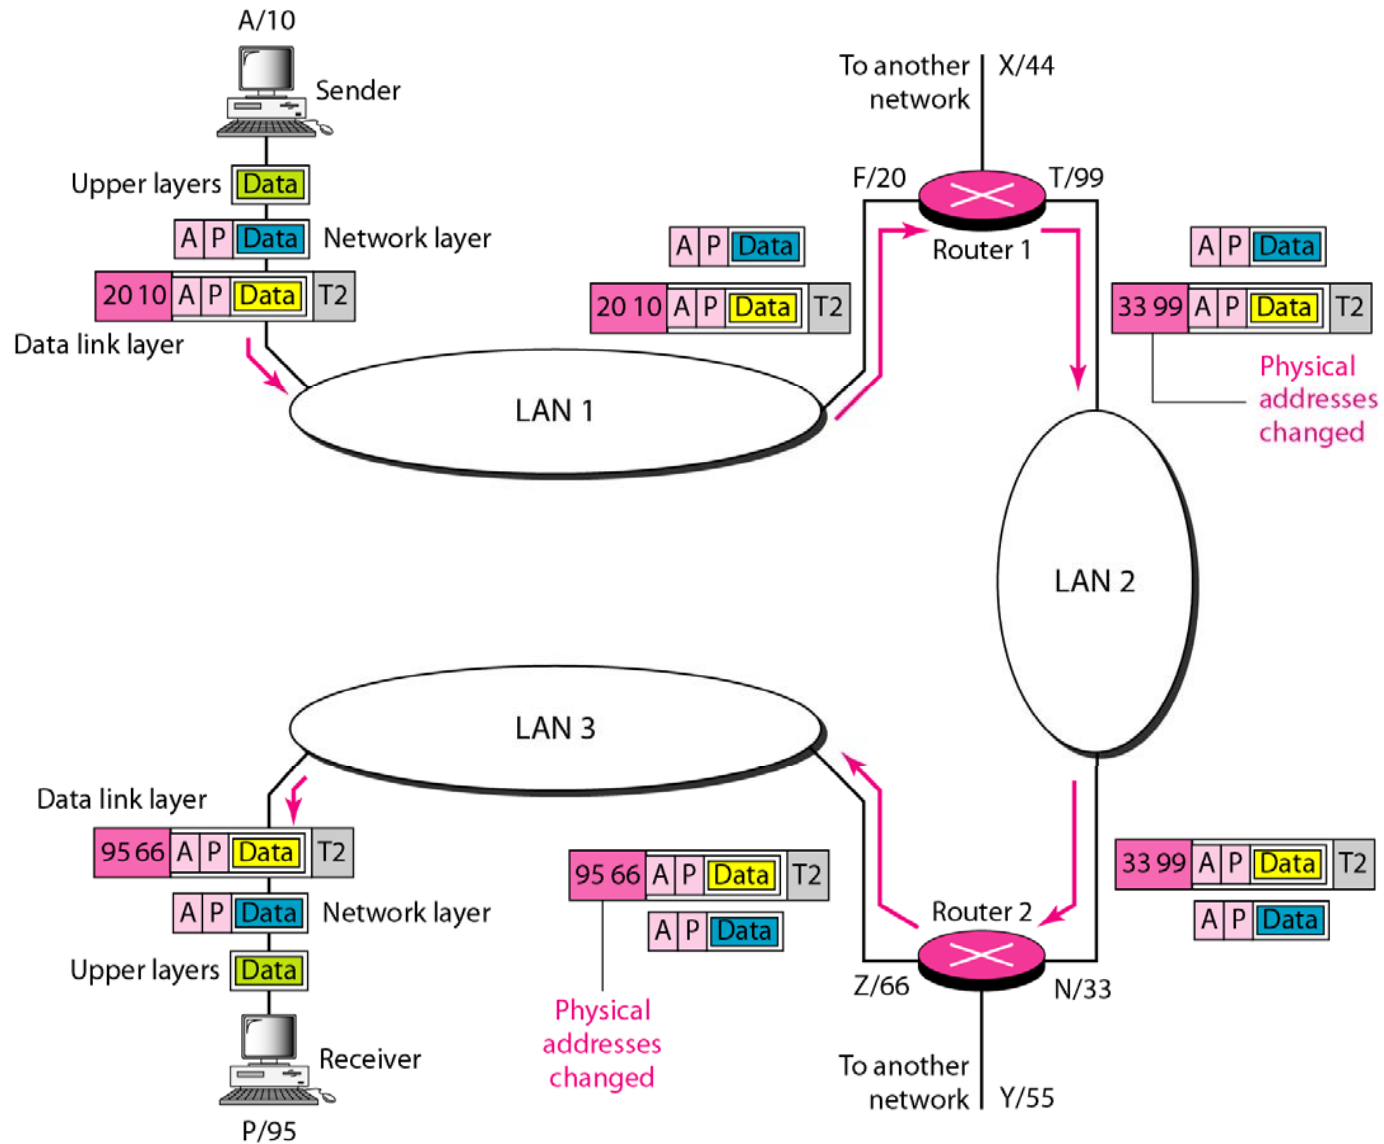 A/10
Sender
Upper layers Data
A P Data Network layer
20 10 A P Data T2
Data link layer
To another
network
X/44
F/20
T/99
Router 1
A P Data
20 10 A P Data T2
A P Data
33 99 A P Data T2
Physical
addresses
changed
LAN 1
LAN 2
LAN 3
Data link layer
95 66 A P Data T2
A P Data Network layer
Upper layers Data
Receiver
P/95
95 66 A P Data T2
A P Data
Physical
addresses
changed
Router 2
Z/66
N/33
33 99 A P Data T2
A P Data
To another
network
Y/55